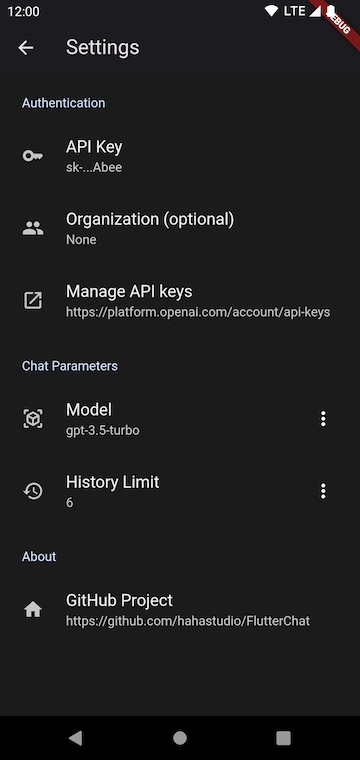 12:00
LTE
DEBUG
Settings
Authentication
API Key
sk-...Abee
Organization (optional)
None
Manage API keys
https://platform.openai.com/account/api-keys
Chat Parameters
Model
gpt-3.5-turbo
History Limit
6
About
GitHub Project
https://github.com/hahastudio/FlutterChat